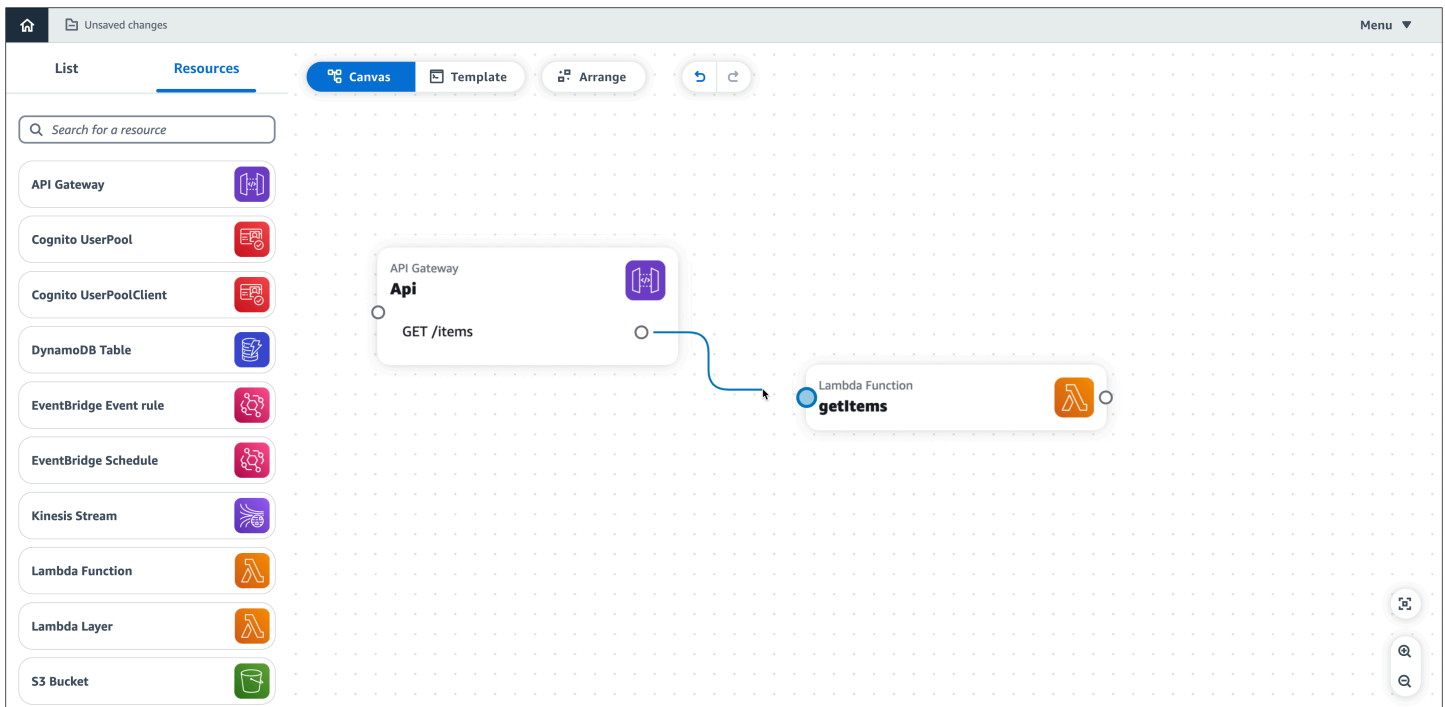 Unsaved changes
Menu ▼
List
Resources
Canvas
Template
Arrange
Search for a resource
API Gateway
Cognito UserPool
Cognito UserPoolClient
DynamoDB Table
EventBridge Event rule
EventBridge Schedule
Kinesis Stream
Lambda Function
Lambda Layer
S3 Bucket
API Gateway
Api
GET /items
Lambda Function
getItems